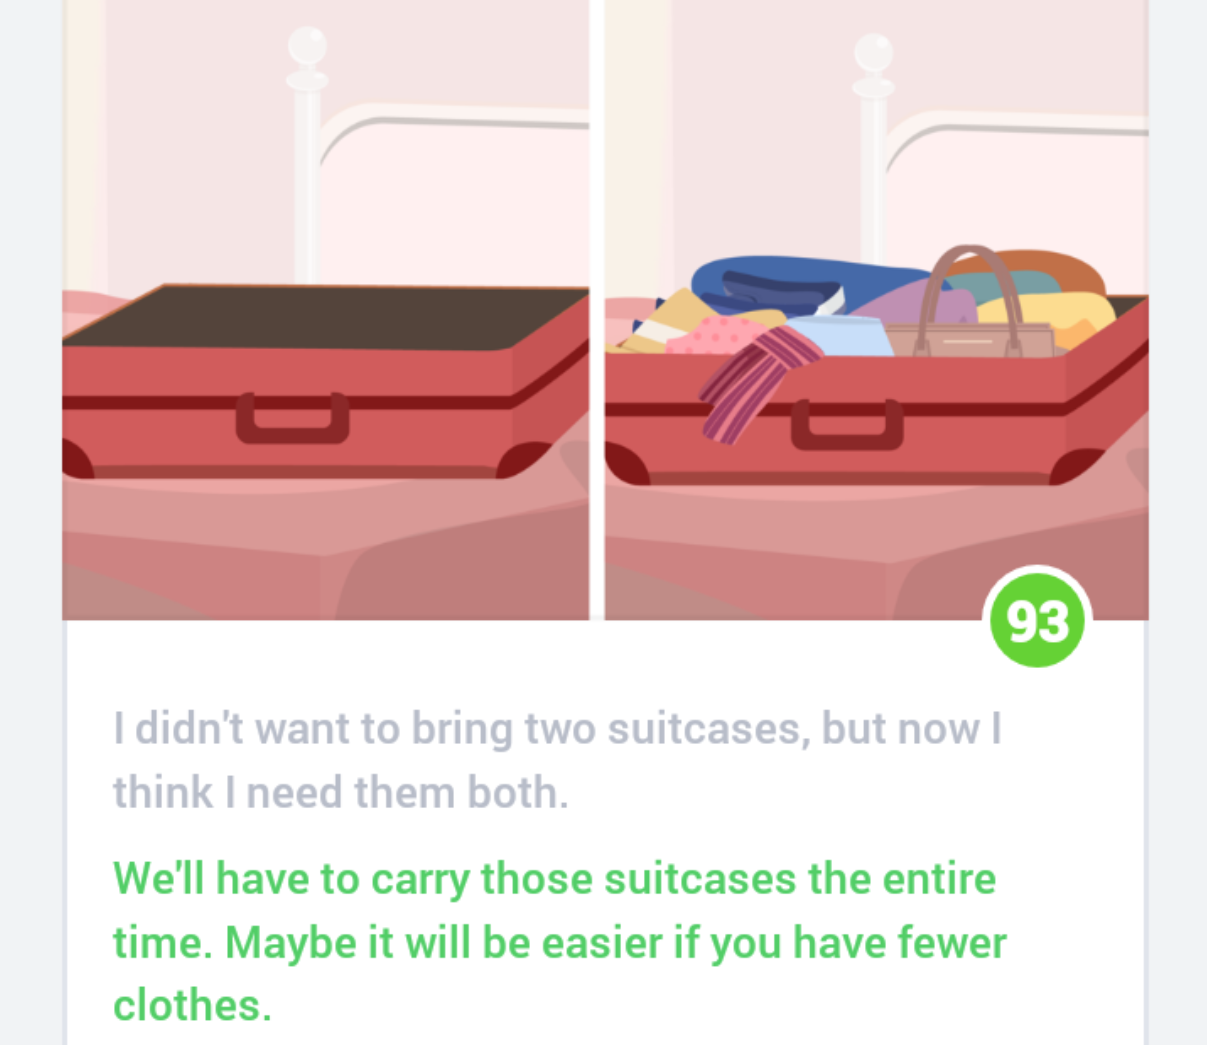 93
I didn't want to bring two suitcases, but now I
think I need them both.
We'll have to carry those suitcases the entire
time. Maybe it will be easier if you have fewer
clothes.